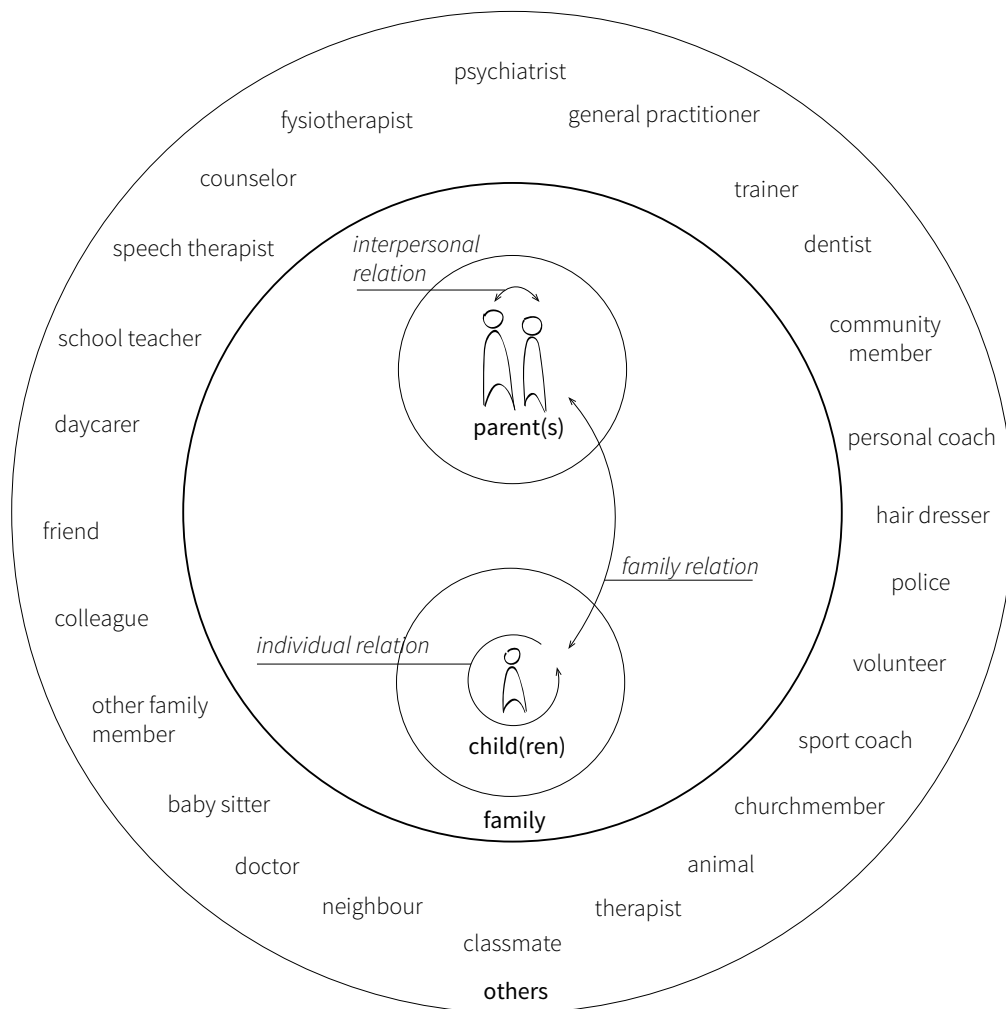 psychiatrist
general practitioner
fysiotherapist
counselor
trainer
speech therapist
dentist
interpersonal
relation
school teacher
community
member
daycarer
parent(s)
personal coach
friend
hair dresser
family relation
police
colleague
individual relation
volunteer
other family
member
child(ren)
sport coach
baby sitter
family
churchmember
doctor
animal
neighbour
therapist
classmate
others